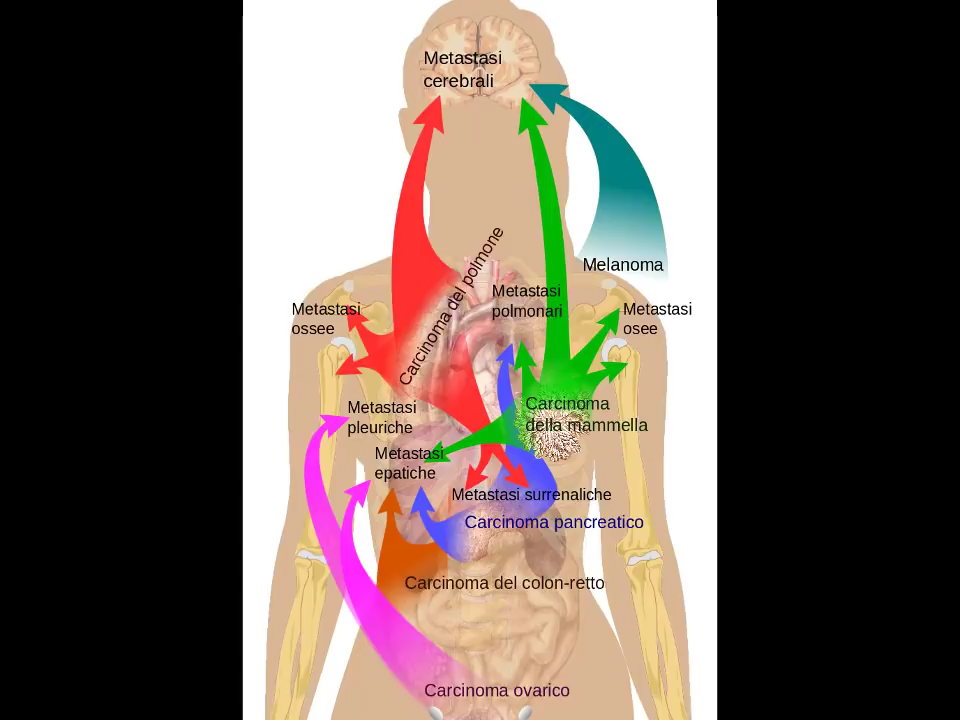 Metastasi
cerebrali
Carcinoma del polmone
Melanoma
Metastasi
polmonari
Metastasi
ossee
Metastasi
osee
Carcinoma
della mammella
Metastasi
pleuriche
Metastasi
epatiche
Metastasi surrenaliche
Carcinoma pancreatico
Carcinoma del colon-retto
Carcinoma ovarico